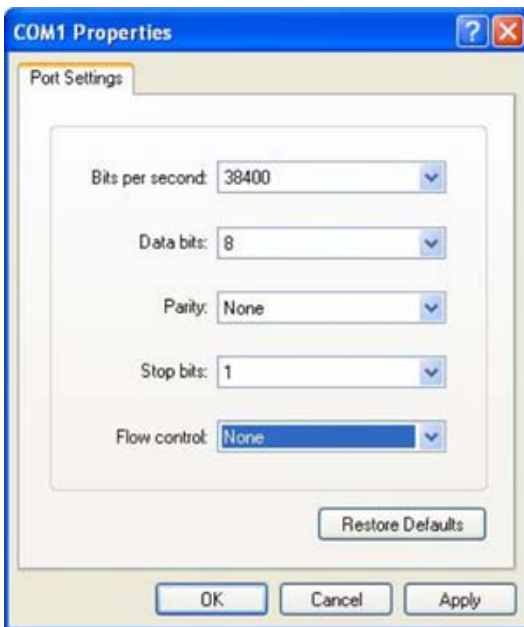 COM1 Properties
Port Settings
Bits per second: 38400
Data bits: 8
Parity: None
Stop bits: 1
Flow control: None
Restore Defaults
OK Cancel Apply